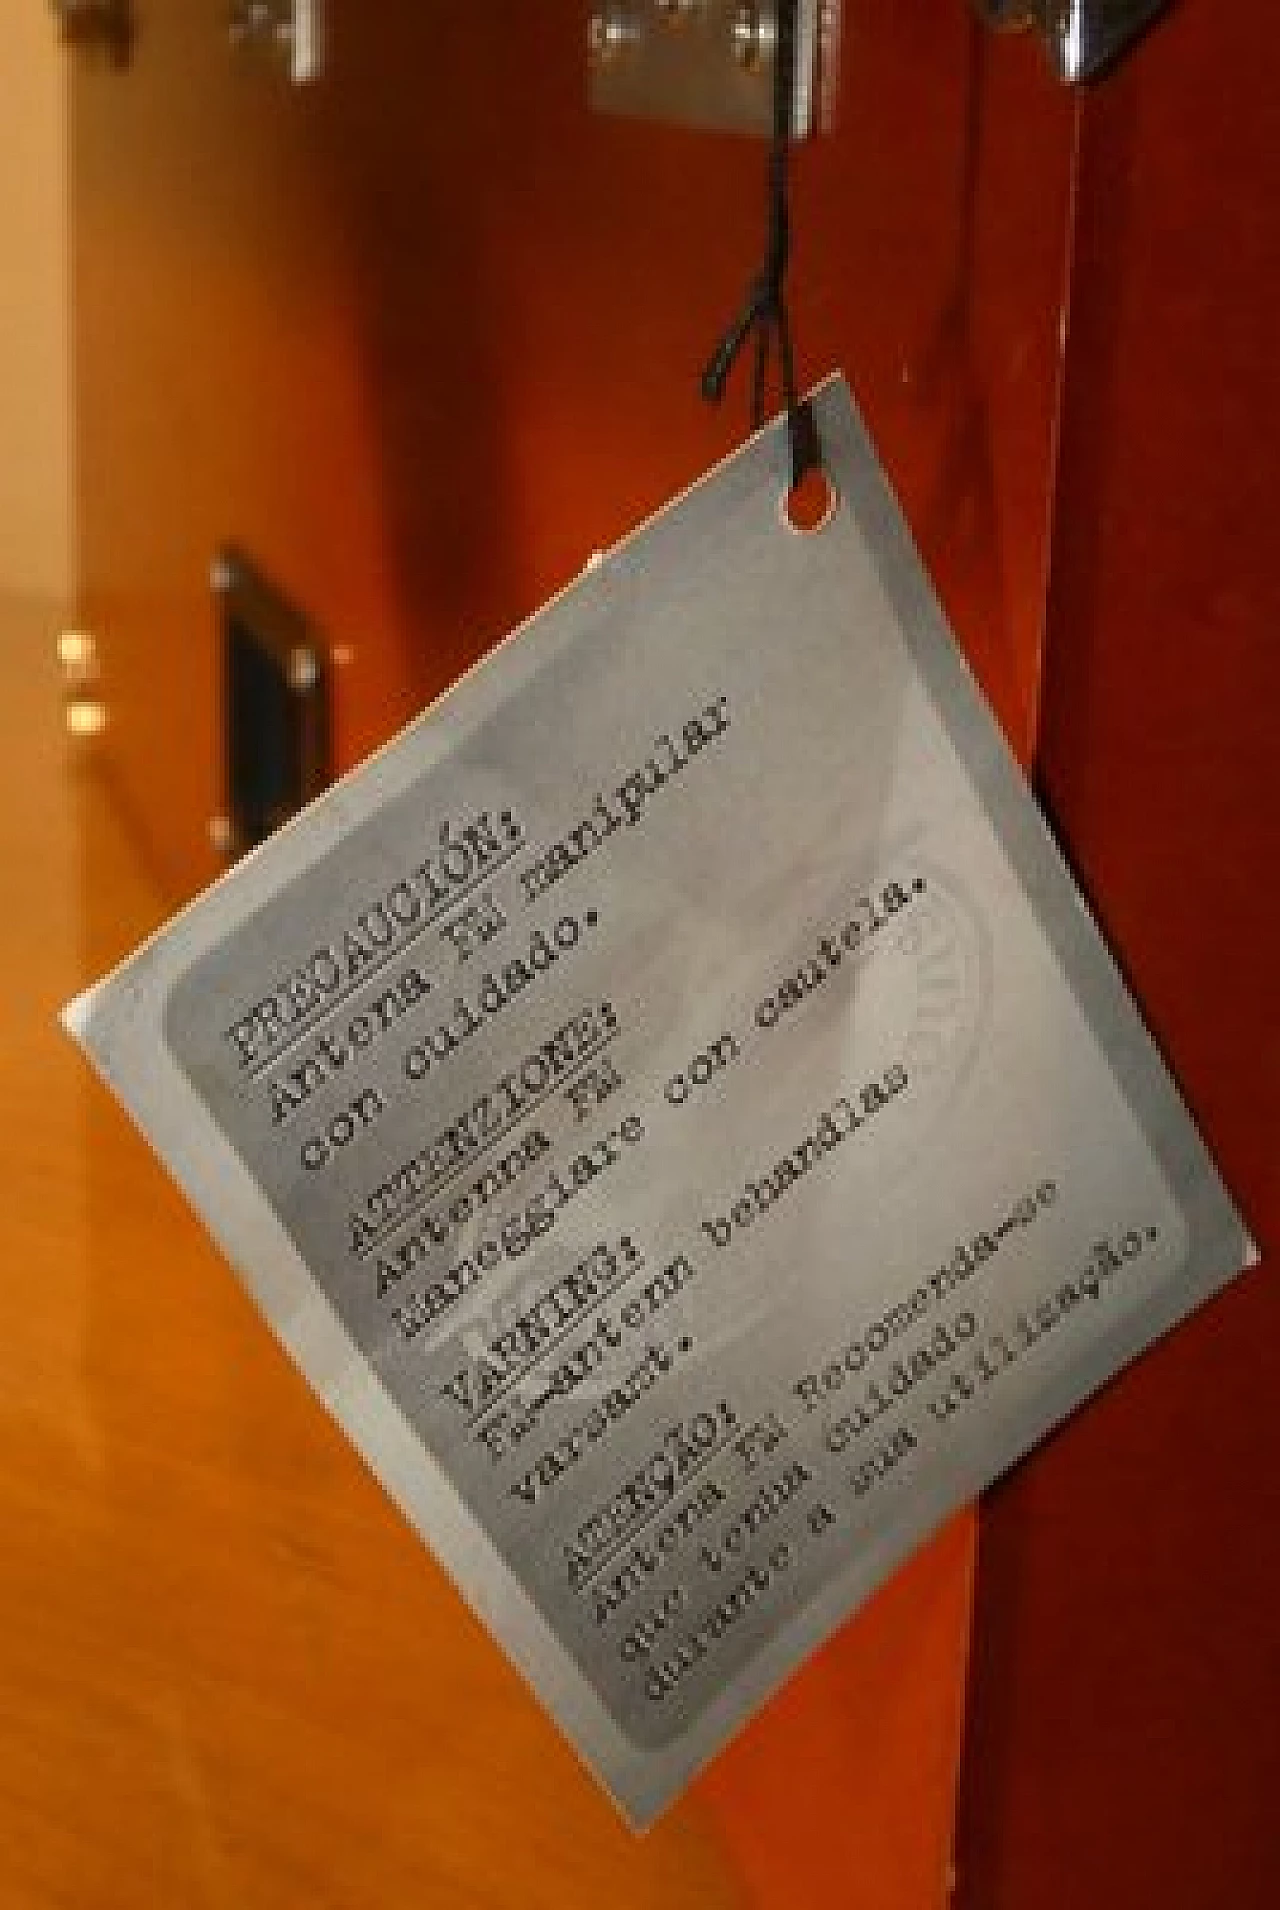 PRECAUCIÓN:
Antena FM manipular
con cuidado.
ATTENZIONE:
Antenna FM
Maneggiare con cautela.
VARNING:
FM-antenn behandlas
varsamt.
ATENÇÃO:
Antena FM Recomenda-se
que tenha cuidado
durante a sua utilização.